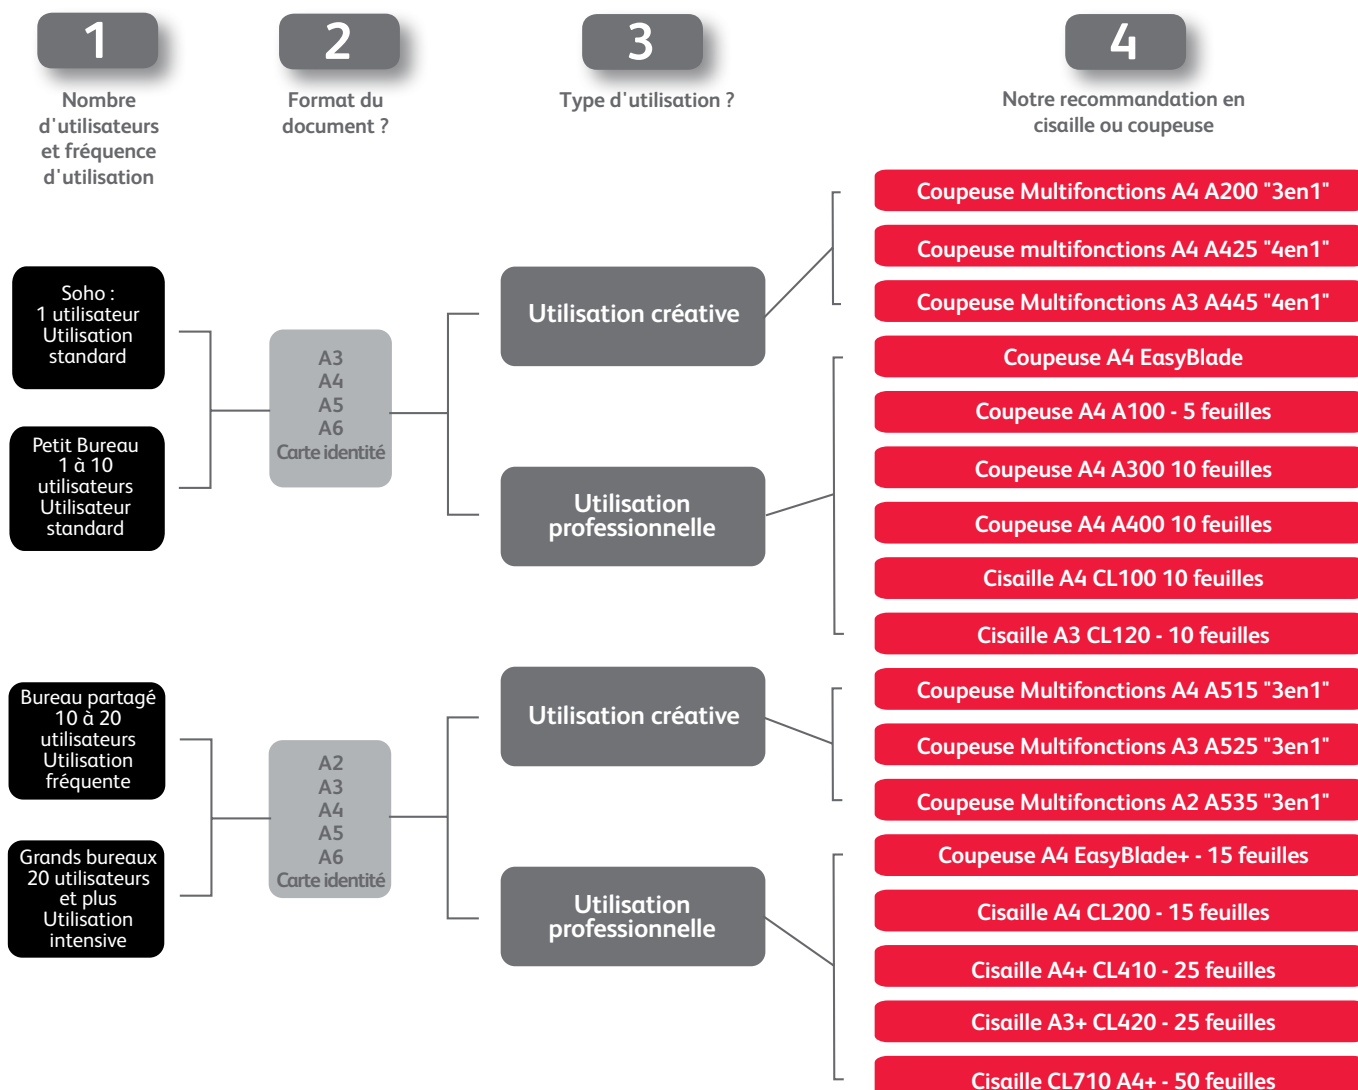 1
Nombre
d'utilisateurs
et fréquence
d'utilisation
2
Format du
document ?
3
Type d'utilisation ?
4
Notre recommandation en
cisaille ou coupeuse
Soho :
1 utilisateur
Utilisation
standard
Petit Bureau
1 à 10
utilisateurs
Utilisateur
standard
A3
A4
A5
A6
Carte identité
Utilisation créative
Utilisation
professionnelle
Coupeuse Multifonctions A4 A200 "3en1"
Coupeuse multifonctions A4 A425 "4en1"
Coupeuse Multifonctions A3 A445 "4en1"
Coupeuse A4 EasyBlade
Coupeuse A4 A100 - 5 feuilles
Coupeuse A4 A300 10 feuilles
Coupeuse A4 A400 10 feuilles
Cisaille A4 CL100 10 feuilles
Cisaille A3 CL120 - 10 feuilles
Bureau partagé
10 à 20
utilisateurs
Utilisation
fréquente
Grands bureaux
20 utilisateurs
et plus
Utilisation
intensive
A2
A3
A4
A5
A6
Carte identité
Utilisation créative
Utilisation
professionnelle
Coupeuse Multifonctions A4 A515 "3en1"
Coupeuse Multifonctions A3 A525 "3en1"
Coupeuse Multifonctions A2 A535 "3en1"
Coupeuse A4 EasyBlade+ - 15 feuilles
Cisaille A4 CL200 - 15 feuilles
Cisaille A4+ CL410 - 25 feuilles
Cisaille A3+ CL420 - 25 feuilles
Cisaille CL710 A4+ - 50 feuilles